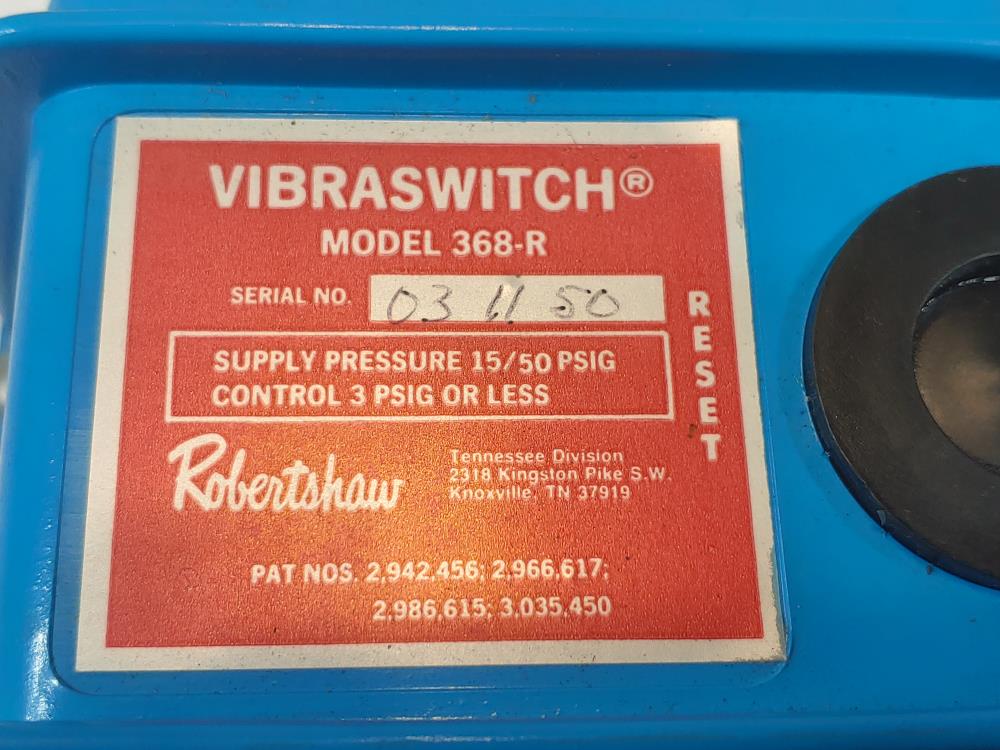 VIBRASWITCH®
MODEL 368-R
SERIAL NO. 03 11 50
SUPPLY PRESSURE 15/50 PSIG
CONTROL 3 PSIG OR LESS
RESET
Robertshaw
Tennessee Division
2318 Kingston Pike S.W.
Knoxville, TN 37919
PAT NOS. 2,942,456; 2,966,617;
2,986,615; 3,035,450